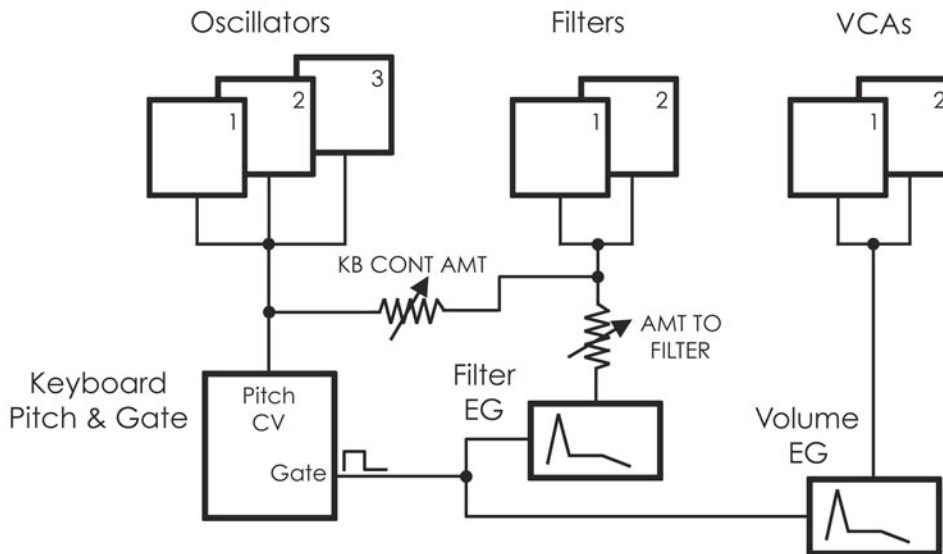 Oscillators
Filters
VCAs
1
2
3
1
2
1
2
KB CONT AMT
AMT TO
FILTER
Keyboard
Pitch & Gate
Pitch
CV
Gate
Filter
EG
Volume
EG